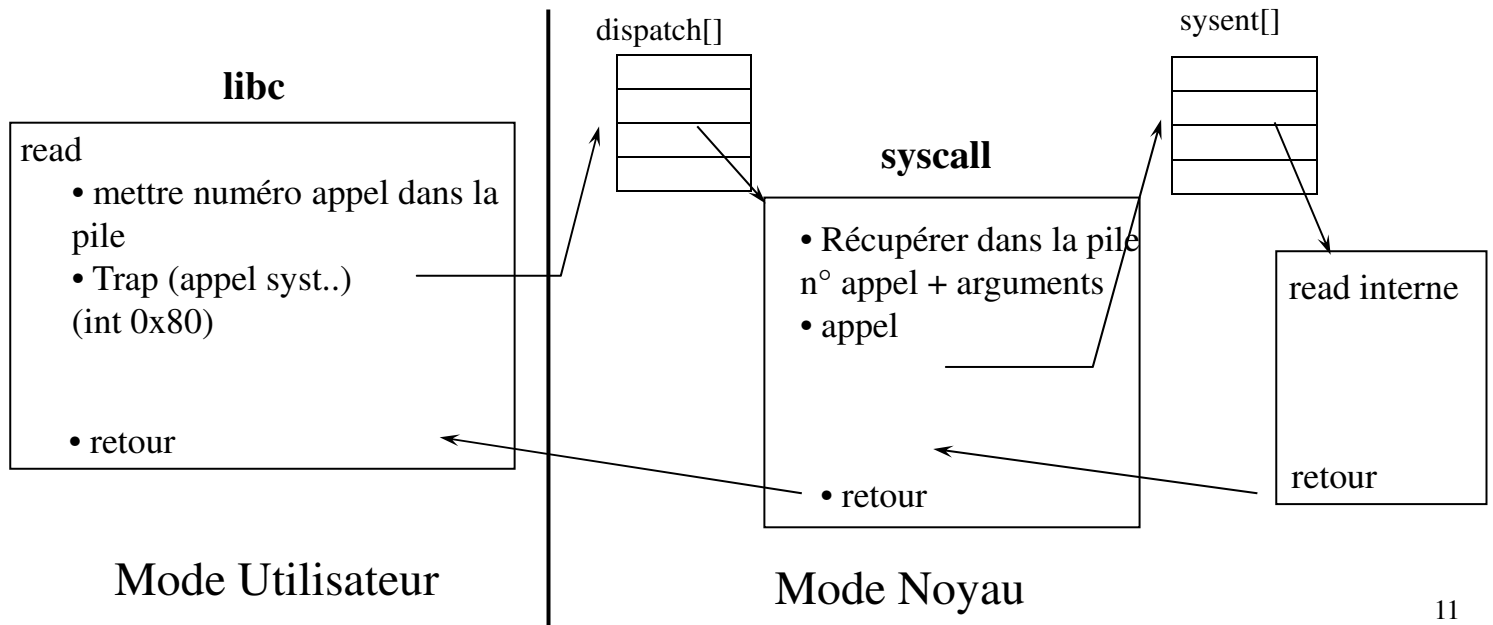 dispatch[]
sysent[]
libc
read
• mettre numéro appel dans la
pile
• Trap (appel syst..)
(int 0x80)
• retour
syscall
• Récupérer dans la pile
n° appel + arguments
• appel
• retour
read interne
retour
Mode Utilisateur
Mode Noyau
11